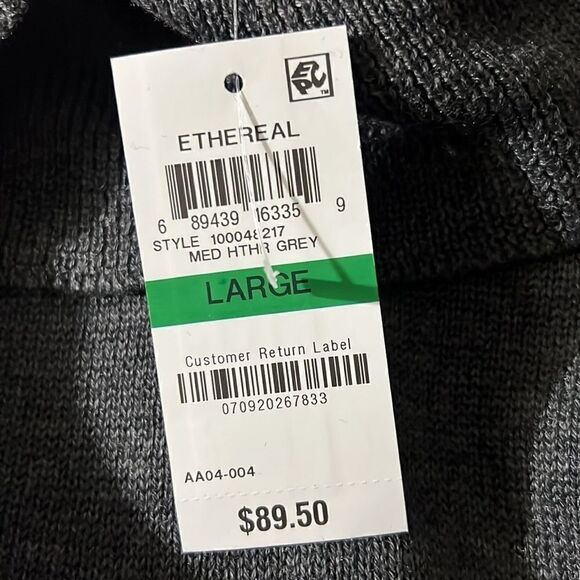 EPC™
ETHEREAL
6 89439 16335 9
STYLE 100048217
MED HTHR GREY
LARGE
Customer Return Label
070920267833
AA04-004
$89.50